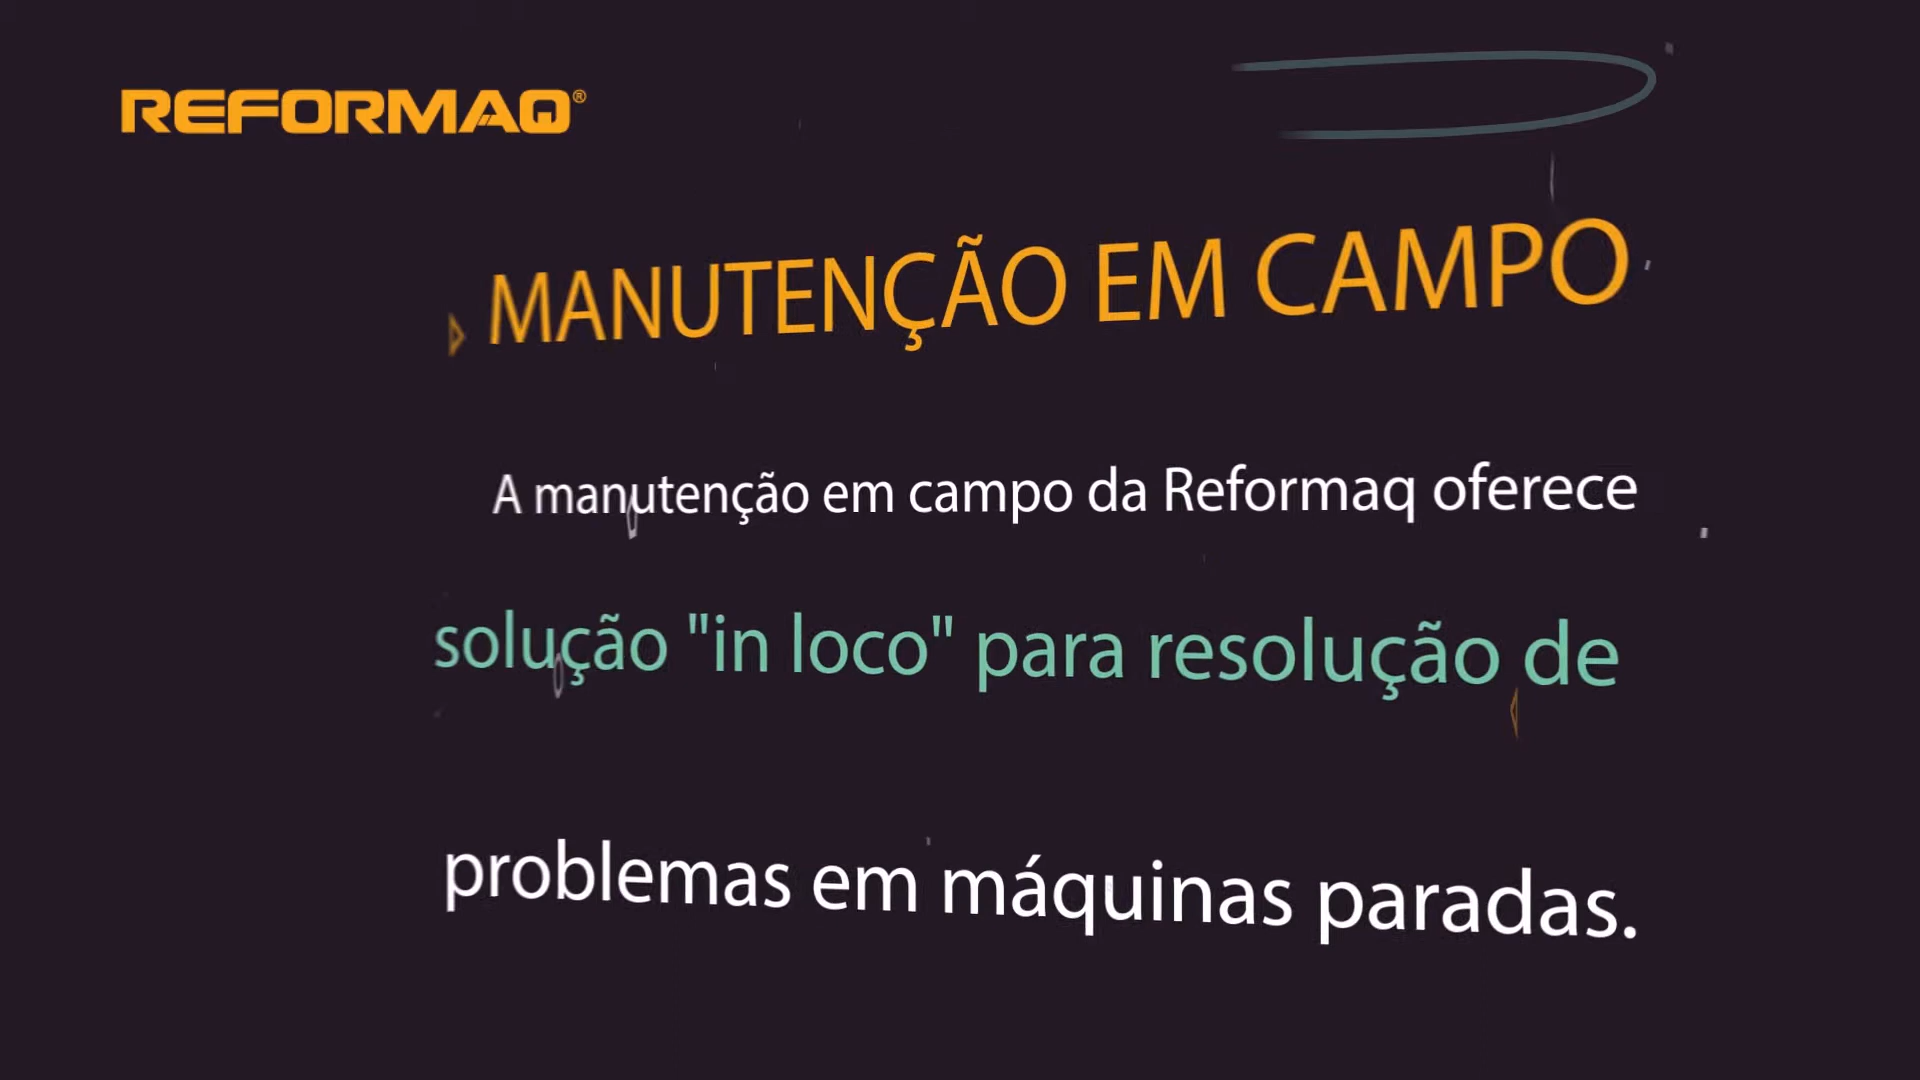 REFORMAQ®
MANUTENÇÃO EM CAMPO
A manutenção em campo da Reformaq oferece
solução "in loco" para resolução de
problemas em máquinas paradas.